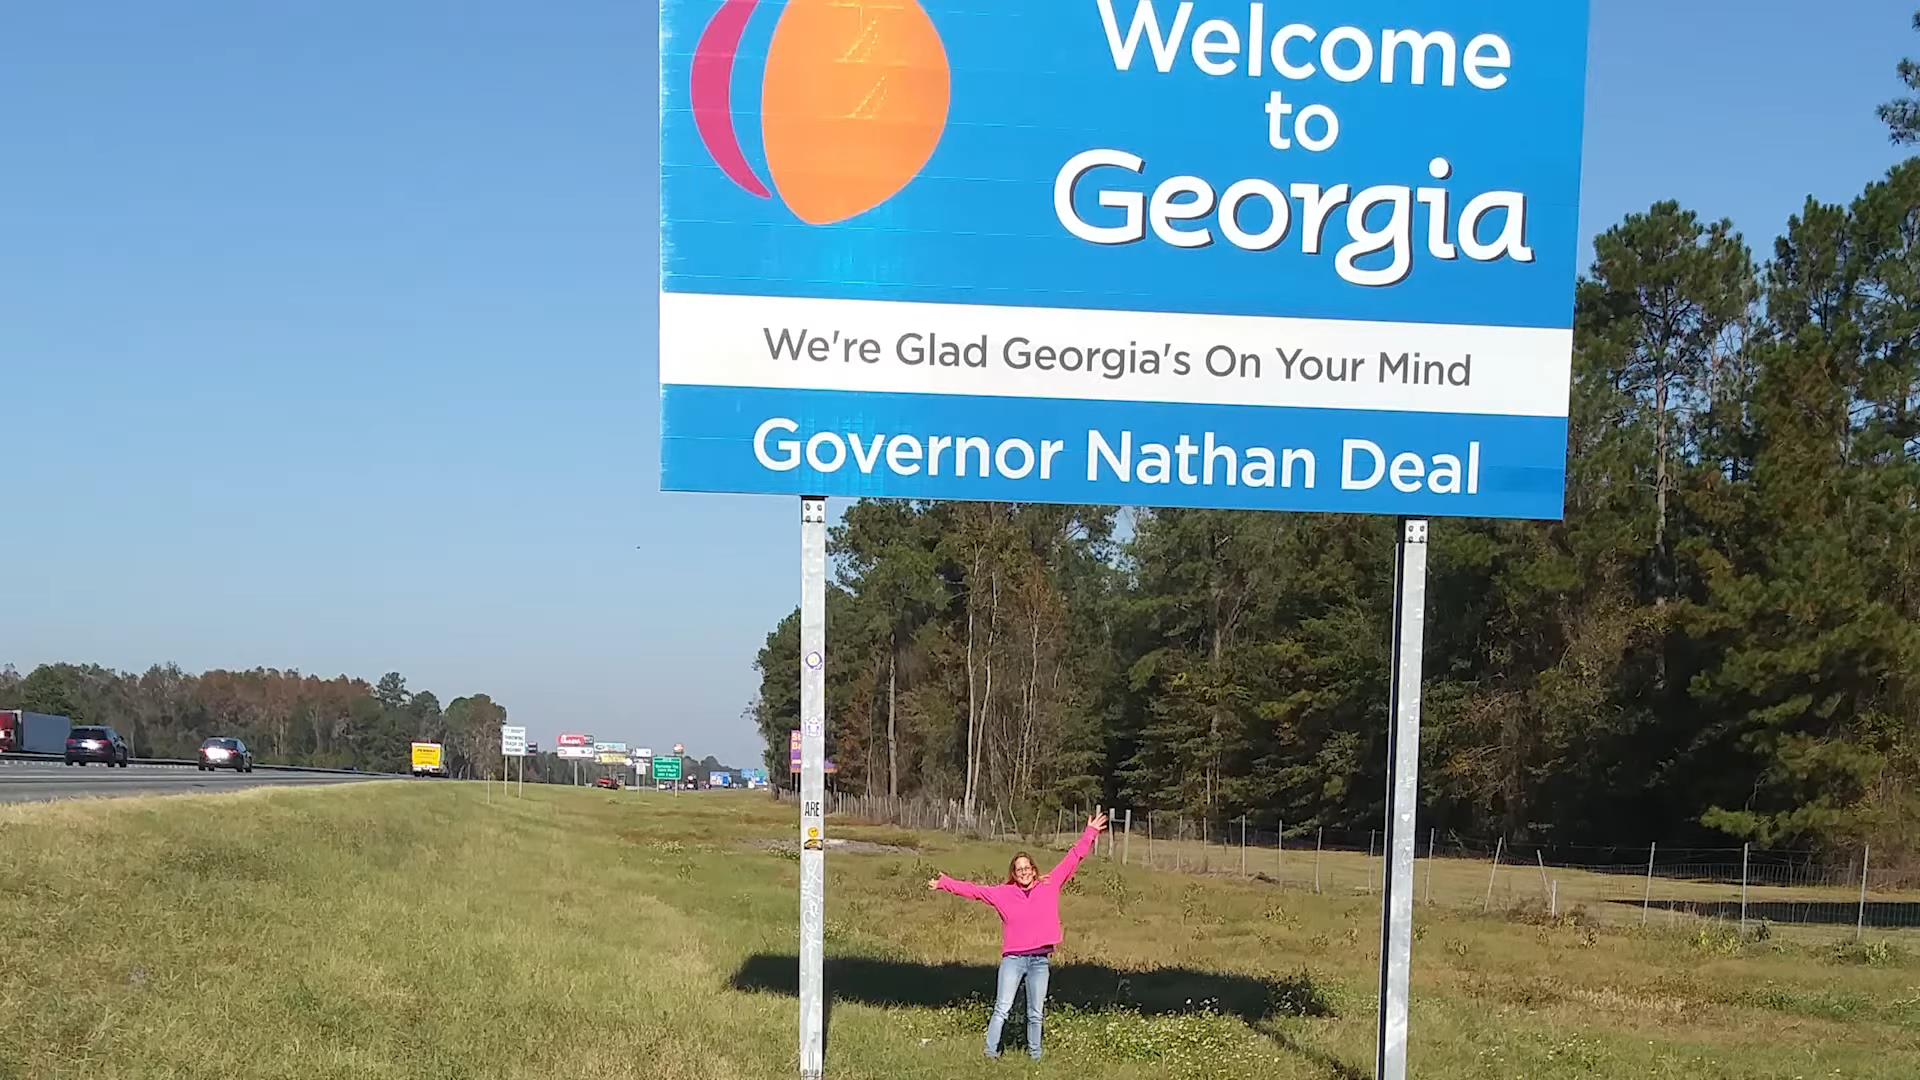 Welcome
to
Georgia
We're Glad Georgia's On Your Mind
Governor Nathan Deal
ARE